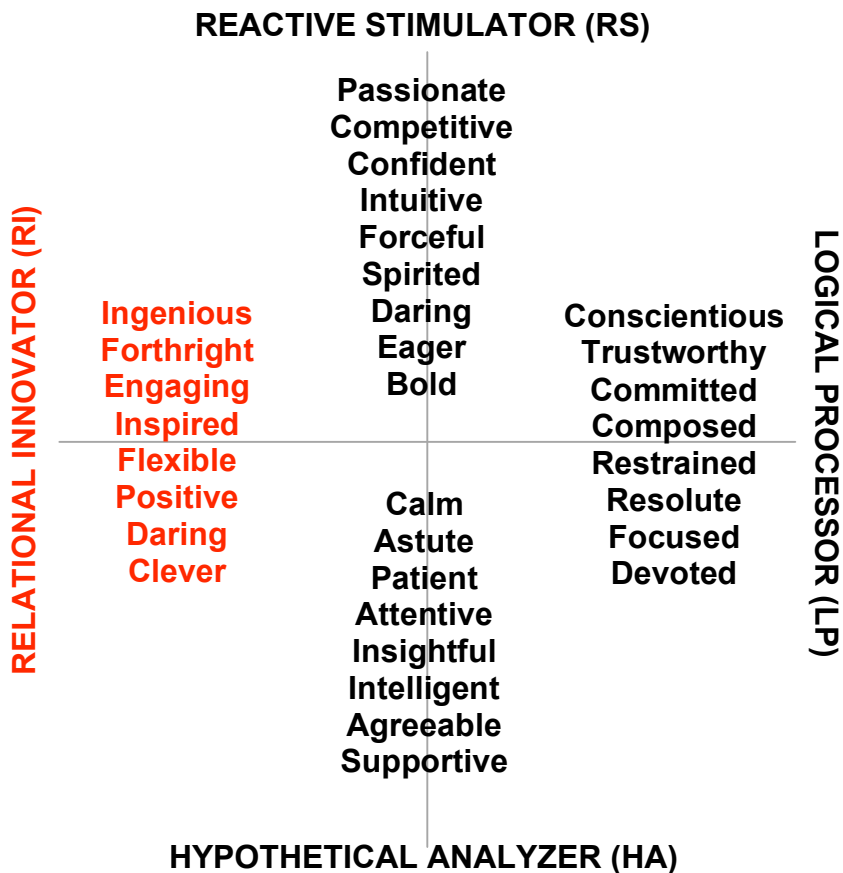 REACTIVE STIMULATOR (RS)
Passionate
Competitive
Confident
Intuitive
Forceful
Spirited
Daring
Eager
Bold
RELATIONAL INNOVATOR (RI)
Ingenious
Forthright
Engaging
Inspired
Flexible
Positive
Daring
Clever
Conscientious
Trustworthy
Committed
Composed
Restrained
Resolute
Focused
Devoted
LOGICAL PROCESSOR (LP)
Calm
Astute
Patient
Attentive
Insightful
Intelligent
Agreeable
Supportive
HYPOTHETICAL ANALYZER (HA)